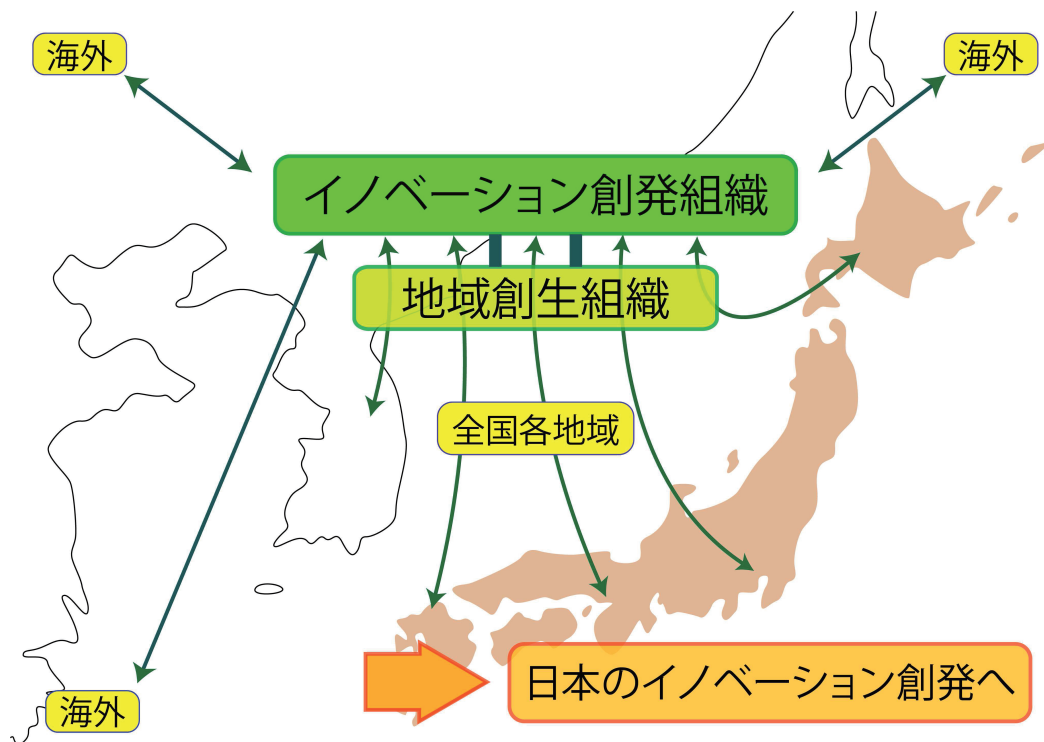 海外
海外
イノベーション創発組織
地域創生組織
全国各地域
日本のイノベーション創発へ
海外